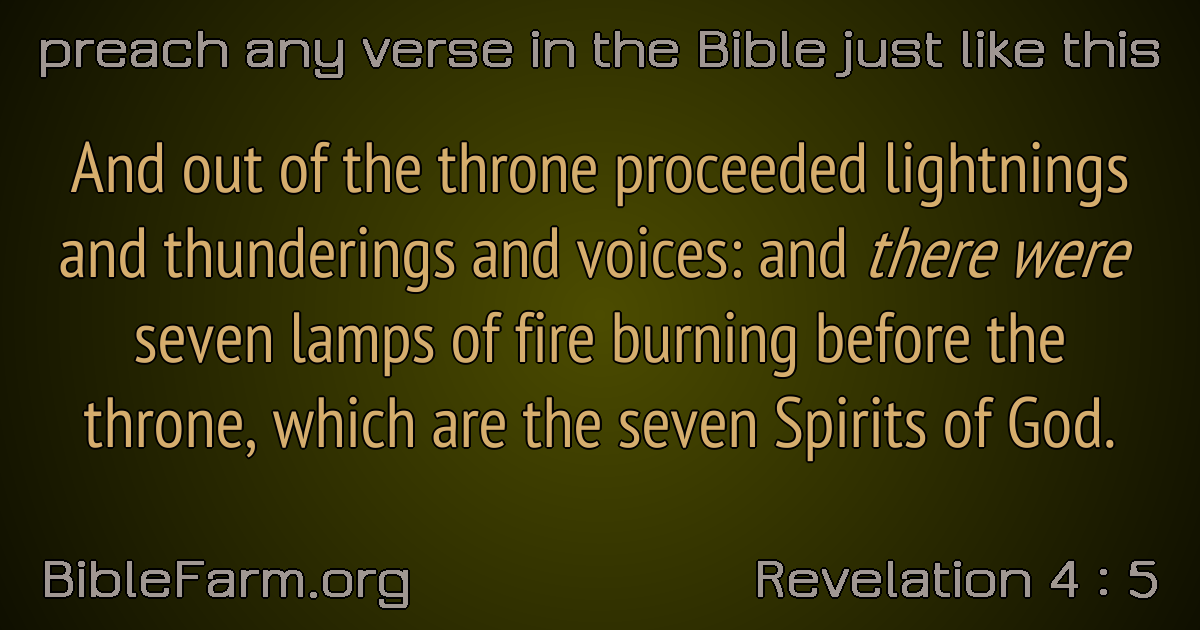 preach any verse in the Bible just like this
And out of the throne proceeded lightnings
and thunderings and voices: and there were
seven lamps of fire burning before the
throne, which are the seven Spirits of God.
BibleFarm.org
Revelation 4 : 5